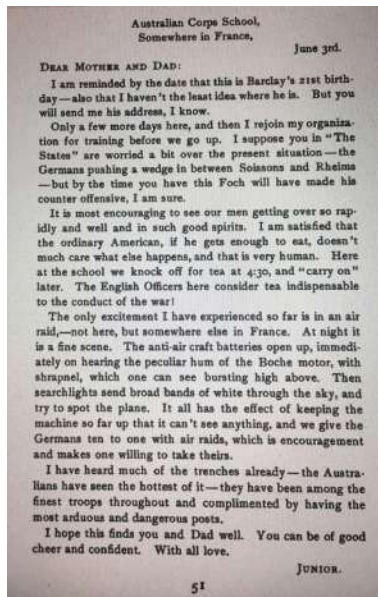 Australian Corps School,
Somewhere in France,
June 3rd.
DEAR MOTHER AND DAD:
I am reminded by the date that this is Barclay's 21st birth-
day—also that I haven't the least idea where he is. But you
will send me his address, I know.
Only a few more days here, and then I rejoin my organiza-
tion for training before we go up. I suppose you in "The
States" are worried a bit over the present situation—the
Germans pushing a wedge in between Soissons and Rheims
—but by the time you have this Foch will have made his
counter offensive, I am sure.
It is most encouraging to see our men getting over so rap-
idly and well and in such good spirits. I am satisfied that
the ordinary American, if he gets enough to eat, doesn't
much care what else happens, and that is very human. Here
at the school we knock off for tea at 4:30, and "carry on"
later. The English Officers here consider tea indispensable
to the conduct of the war!
The only excitement I have experienced so far is in an air
raid,—not here, but somewhere else in France. At night it
is a fine scene. The anti-air craft batteries open up, immedi-
ately on hearing the peculiar hum of the Boche motor, with
shrapnel, which one can see bursting high above. Then
searchlights send broad bands of white through the sky, and
try to spot the plane. It all has the effect of keeping the
machine so far up that it can't see anything, and we give the
Germans ten to one with air raids, which is encouragement
and makes one willing to take theirs.
I have heard much of the trenches already—the Austra-
lians have seen the hottest of it—they have been among the
finest troops throughout and complimented by having the
most arduous and dangerous posts.
I hope this finds you and Dad well. You can be of good
cheer and confident. With all love.
JUNIOR.
51